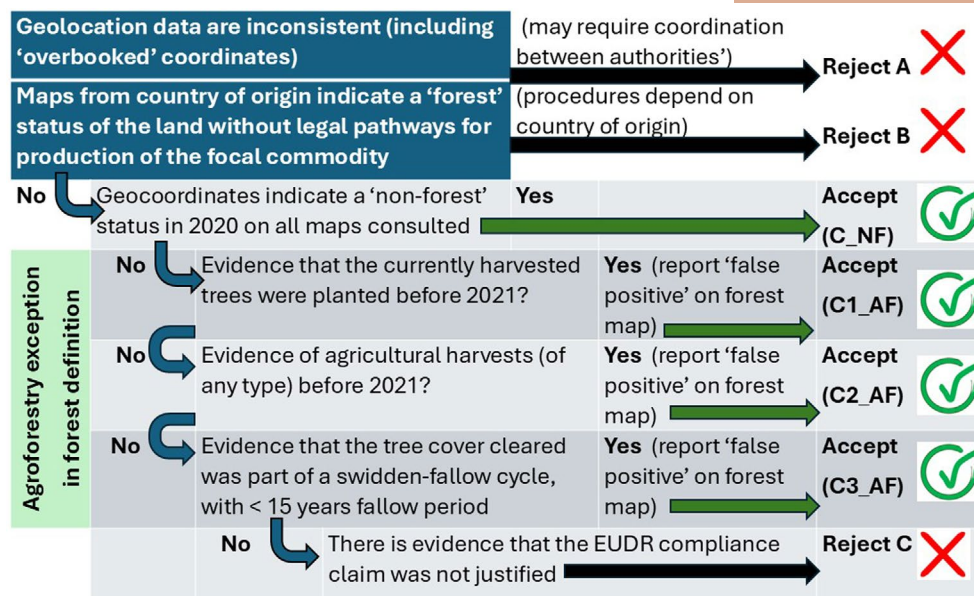 Geolocation data are inconsistent (including
‘overbooked’ coordinates)
(may require coordination
between authorities’)
Reject A
Maps from country of origin indicate a ‘forest’
status of the land without legal pathways for
production of the focal commodity
(procedures depend on
country of origin)
Reject B
No
Geocoordinates indicate a ‘non-forest’
status in 2020 on all maps consulted
Yes
Accept
(C_NF)
Agroforestry exception
in forest definition
No
Evidence that the currently harvested
trees were planted before 2021?
Yes (report ‘false
positive’ on forest
map)
Accept
(C1_AF)
No
Evidence of agricultural harvests (of
any type) before 2021?
Yes (report ‘false
positive’ on forest
map)
Accept
(C2_AF)
No
Evidence that the tree cover cleared
was part of a swidden-fallow cycle,
with < 15 years fallow period
Yes (report ‘false
positive’ on forest
map)
Accept
(C3_AF)
No
There is evidence that the EUDR compliance
claim was not justified
Reject C